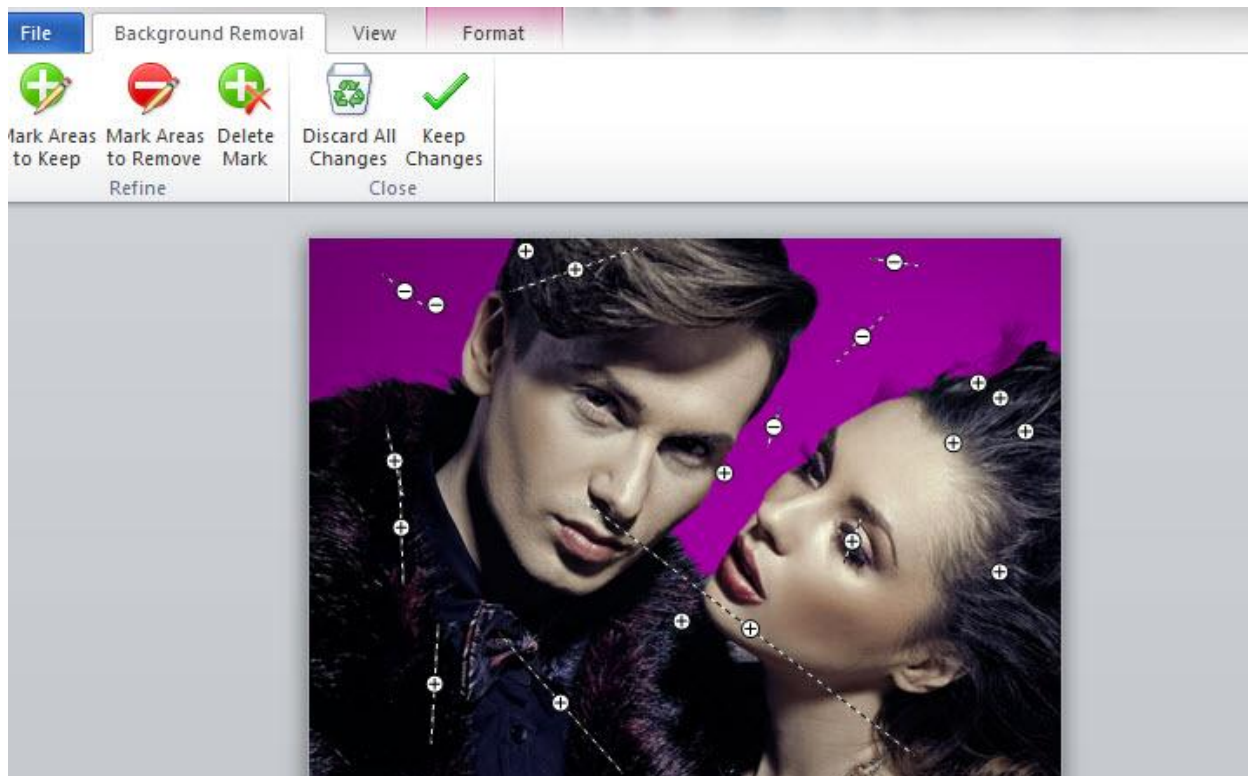 File Background Removal View Format
Mark Areas Mark Areas Delete Discard All Keep
to Keep to Remove Mark Changes Changes
Refine Close